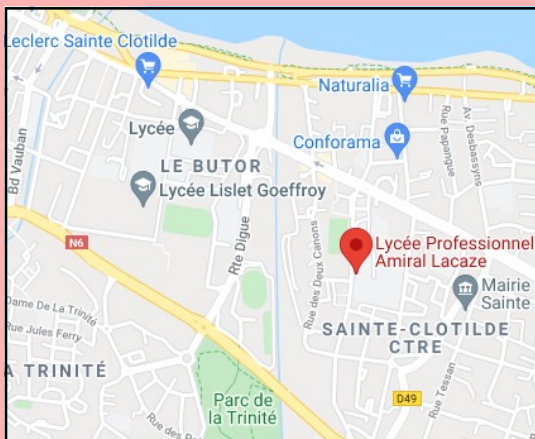 Leclerc Sainte Clotilde
Naturalia
Lycée
Conforama
LE BUTOR
Lycée Lislet Goeffroy
Bd Vauban
Rue Papangue
Av. Desbassyns
N6
Rte Digue
Rue des Deux Canons
Lycée Professionnel
Amiral Lacaze
Mairie
Sainte
Dame De La Trinité
Rue Jules Ferry
SAINTE-CLOTILDE
CTRE
A TRINITÉ
Parc de
la Trinité
D49
Rue Tessan
Rue des